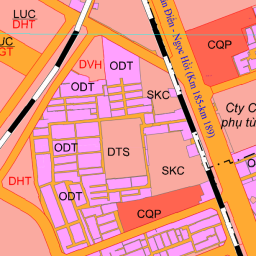 LUC
DHT
LUC
GT
DVH
ODT
CQP
ODT
SKC
Điền - Ngọc Hồi (Km 185-km 189)
Cty C
phụ tù
ODT
DTS
SKC
DHT
ODT
CQP
O